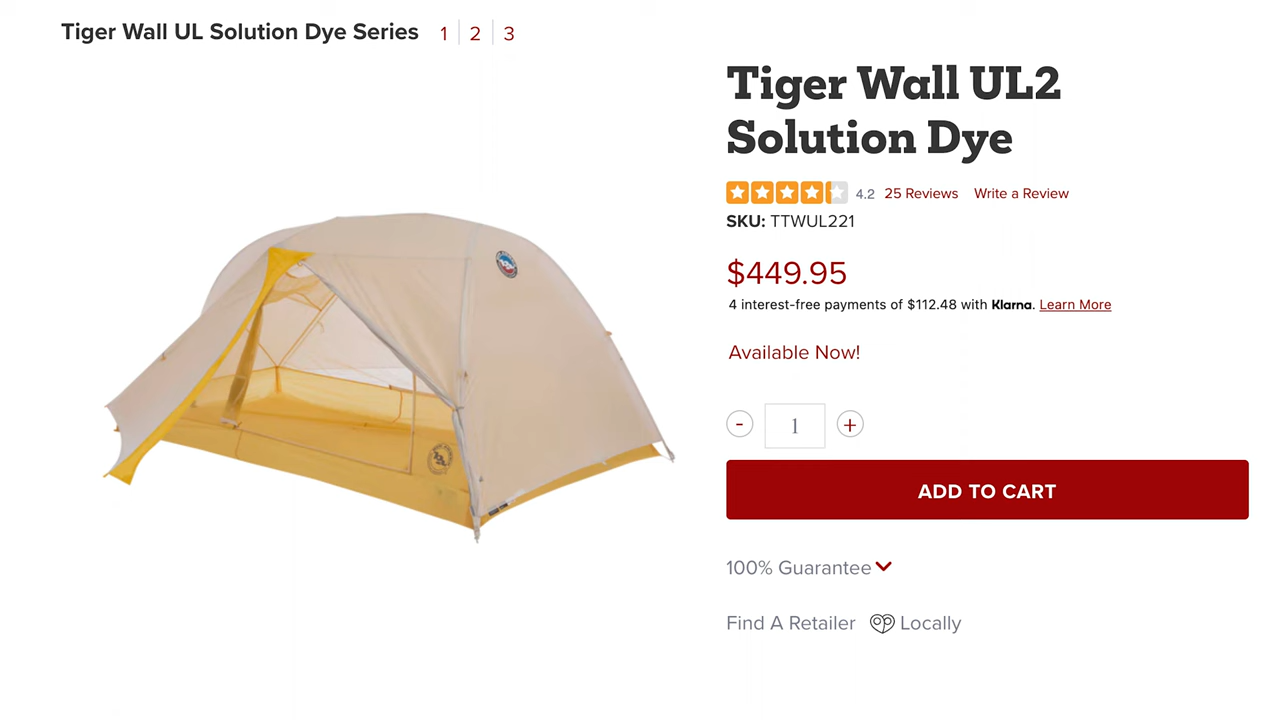 Tiger Wall UL Solution Dye Series 1 2 3
Tiger Wall UL2
Solution Dye
4.2 25 Reviews Write a Review
SKU: TTWUL221
$449.95
4 interest-free payments of $112.48 with Klarna. Learn More
Available Now!
- 1 +
ADD TO CART
100% Guarantee
Find A Retailer Locally